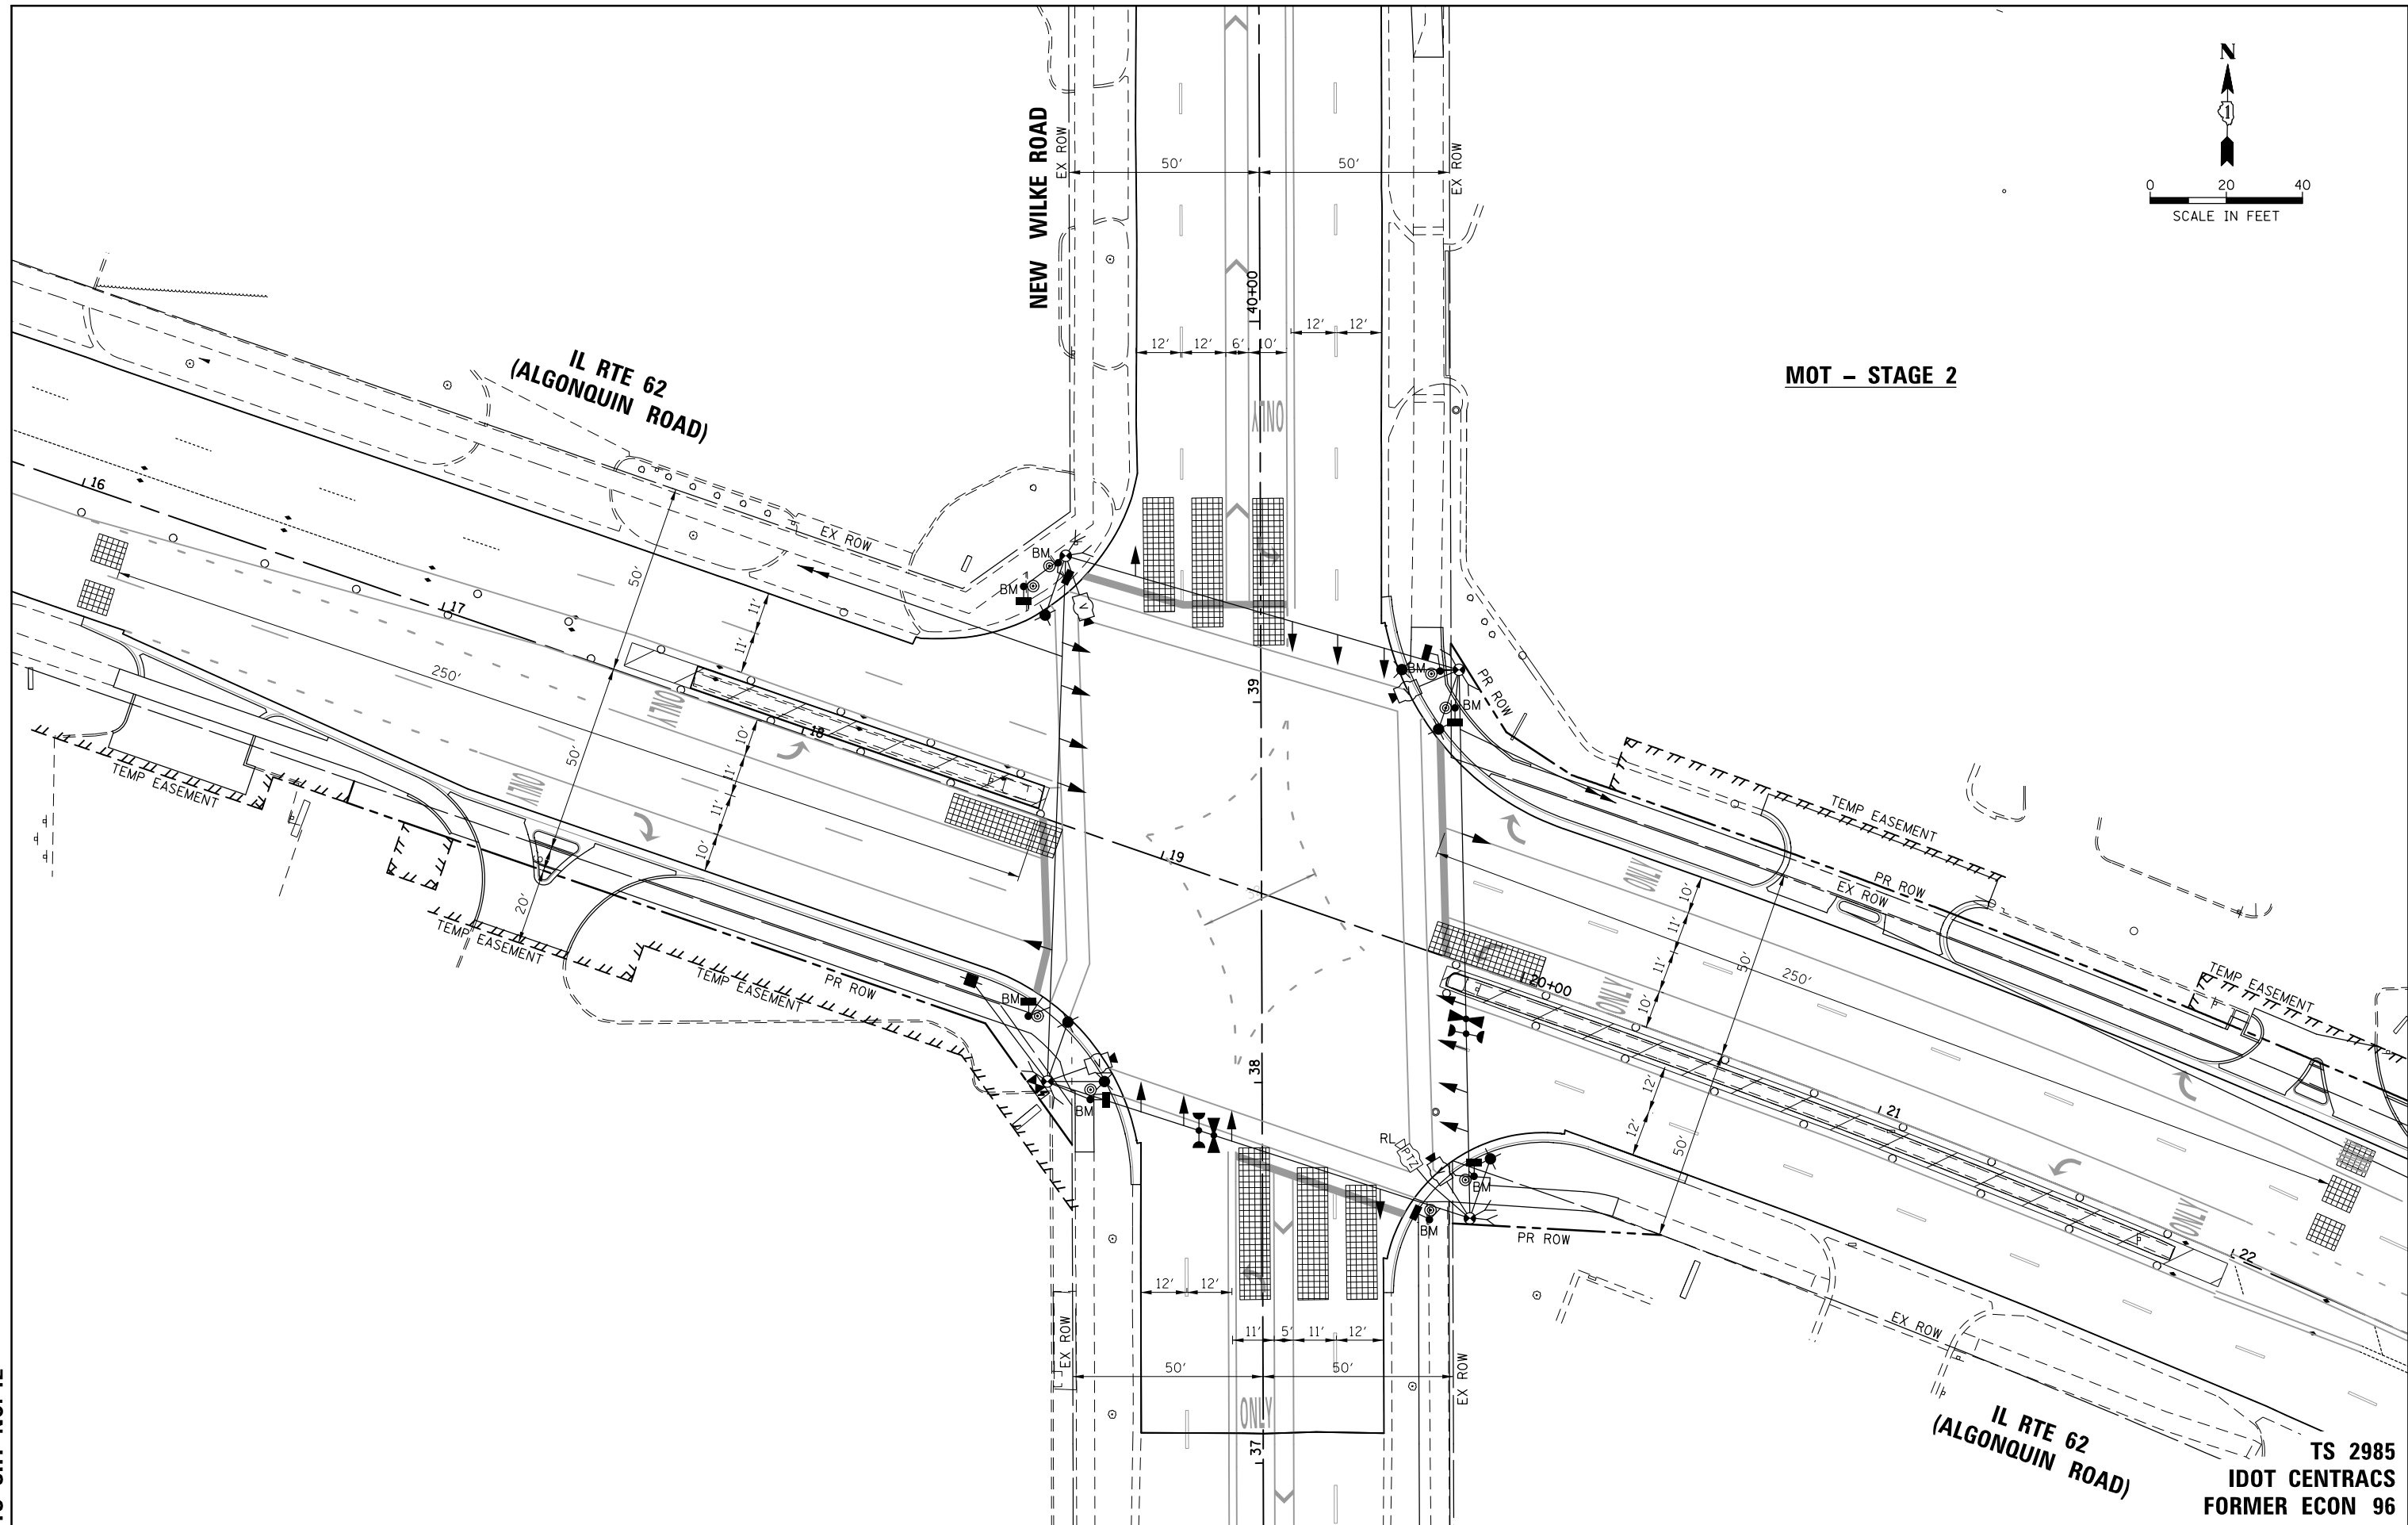 N
1
0 20 40
SCALE IN FEET
NEW WILKE ROAD
EX ROW
EX ROW
50'
50'
40+00
12'
12'
12'
12'
6'
10'
ONLY
IL RTE 62
(ALGONQUIN ROAD)
MOT - STAGE 2
16
EX ROW
BM
BM
V
50'
17
11'
11'
250'
ONLY
39
BM
BM
PR ROW
18
10'
50'
11'
11'
10'
ONLY
TEMP EASEMENT
TEMP EASEMENT
19
20'
TEMP EASEMENT
TEMP EASEMENT
PR ROW
EX ROW
PR ROW
ONLY
10'
11'
11'
10'
50'
250'
ONLY
20+00
TEMP EASEMENT
BM
BM
38
21
12'
12'
50'
RL
PTZ
BM
BM
PR ROW
ONLY
22
12'
12'
11'
5'
11'
12'
EX ROW
50'
50'
EX ROW
EX ROW
ONLY
37
IL RTE 62
(ALGONQUIN ROAD)
TS 2985
IDOT CENTRACS
FORMER ECON 96